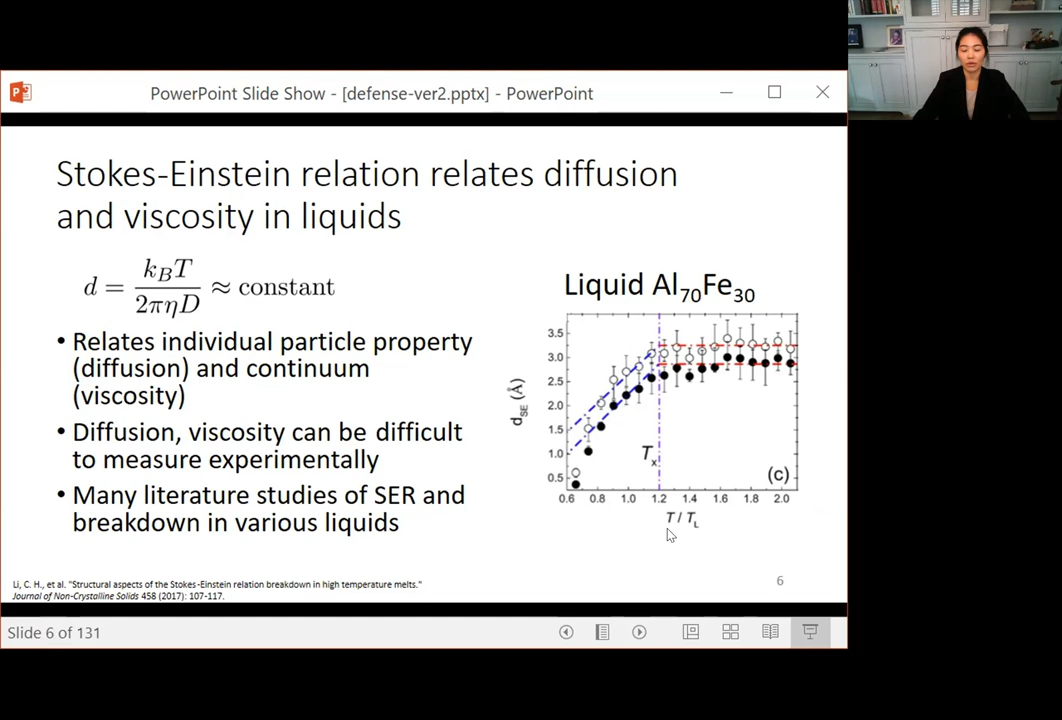 PowerPoint Slide Show - [defense-ver2.pptx] - PowerPoint
Stokes-Einstein relation relates diffusion
and viscosity in liquids
d = k_BT / 2πηD ≈ constant
• Relates individual particle property
(diffusion) and continuum
(viscosity)
• Diffusion, viscosity can be difficult
to measure experimentally
• Many literature studies of SER and
breakdown in various liquids
Liquid Al₇₀Fe₃₀
3.5
3.0
2.5
2.0
1.5
1.0
0.5
d_SE (Å)
T_x
(c)
0.6 0.8 1.0 1.2 1.4 1.6 1.8 2.0
T / T_L
Li, C. H., et al. "Structural aspects of the Stokes-Einstein relation breakdown in high temperature melts."
Journal of Non-Crystalline Solids 458 (2017): 107-117.
6
Slide 6 of 131